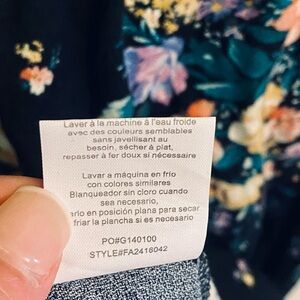 Laver à la machine à l'eau froide
avec des couleurs semblables
sans javellisant au
besoin, sécher à plat,
repasser à fer doux si nécessaire
Lavar a máquina en frío
con colores similares
Blanqueador sin cloro cuando
sea necesario,
en posición plana para secar
la plancha si es necesario
PO#G140100
STYLE#FA2416042